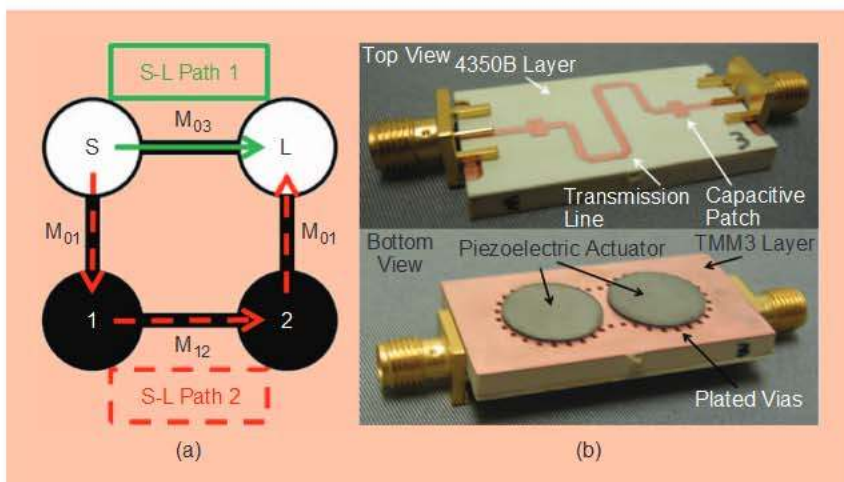 S-L Path 1
M03
S
L
M01
M01
1
2
M12
S-L Path 2
(a)
Top View
4350B Layer
3
Transmission
Line
Capacitive
Patch
Bottom
View
Piezoelectric Actuator
TMM3 Layer
Plated Vias
(b)